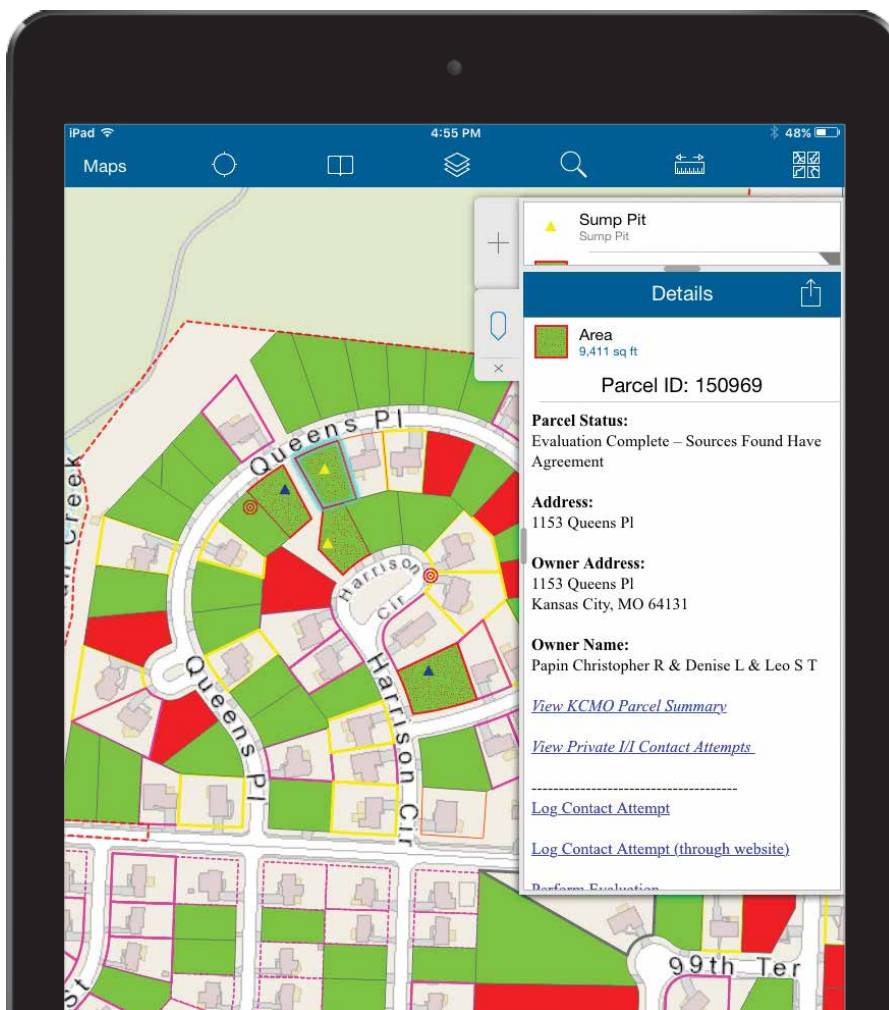 iPad
4:55 PM
48%
Maps
Sump Pit
Sump Pit
Details
Area
9,411 sq ft
Parcel ID: 150969
Parcel Status:
Evaluation Complete – Sources Found Have
Agreement
Address:
1153 Queens Pl
Owner Address:
1153 Queens Pl
Kansas City, MO 64131
Owner Name:
Papin Christopher R & Denise L & Leo S T
View KCMO Parcel Summary
View Private I/I Contact Attempts
-------------------------------------
Log Contact Attempt
Log Contact Attempt (through website)
Perform Evaluation
Queens Pl
Creek
Harrison
Cir
Queens Pl
Harrison Cir
99th Ter
St